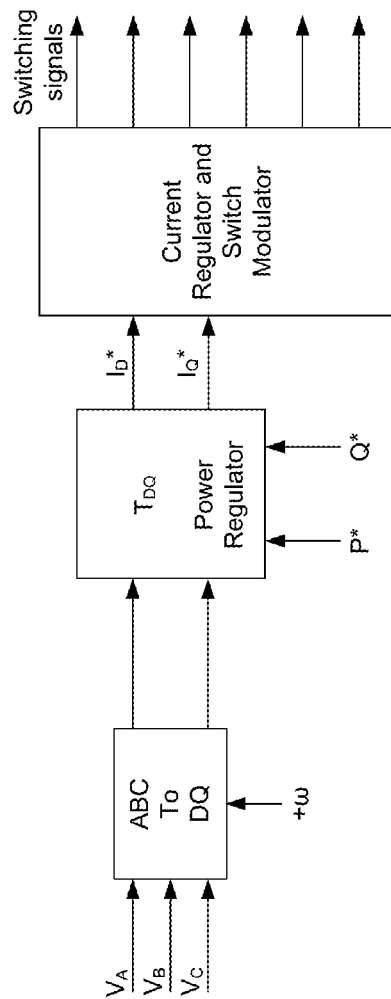 V_A
V_B
V_C
ABC
To
DQ
+ω
T_DQ
Power
Regulator
P*
Q*
I_D*
I_Q*
Current
Regulator and
Switch
Modulator
Switching
signals